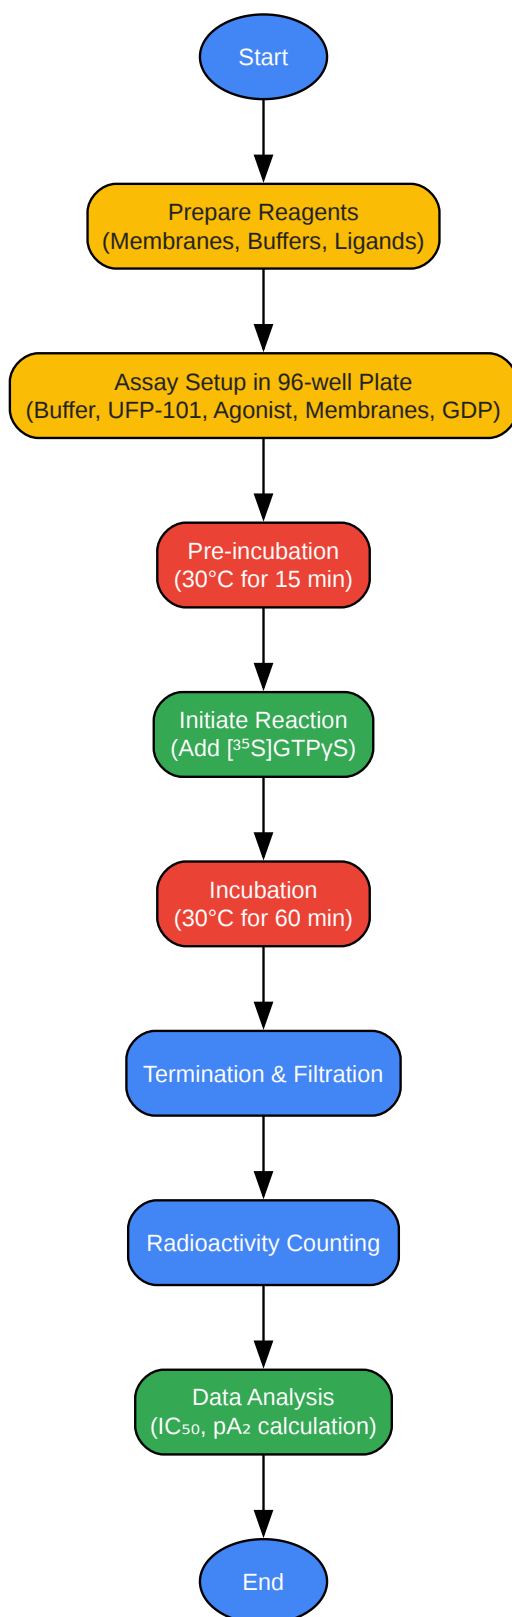 Start
Prepare Reagents
(Membranes, Buffers, Ligands)
Assay Setup in 96-well Plate
(Buffer, UFP-101, Agonist, Membranes, GDP)
Pre-incubation
(30°C for 15 min)
Initiate Reaction
(Add [³⁵S]GTPγS)
Incubation
(30°C for 60 min)
Termination & Filtration
Radioactivity Counting
Data Analysis
(IC₅₀, pA₂ calculation)
End